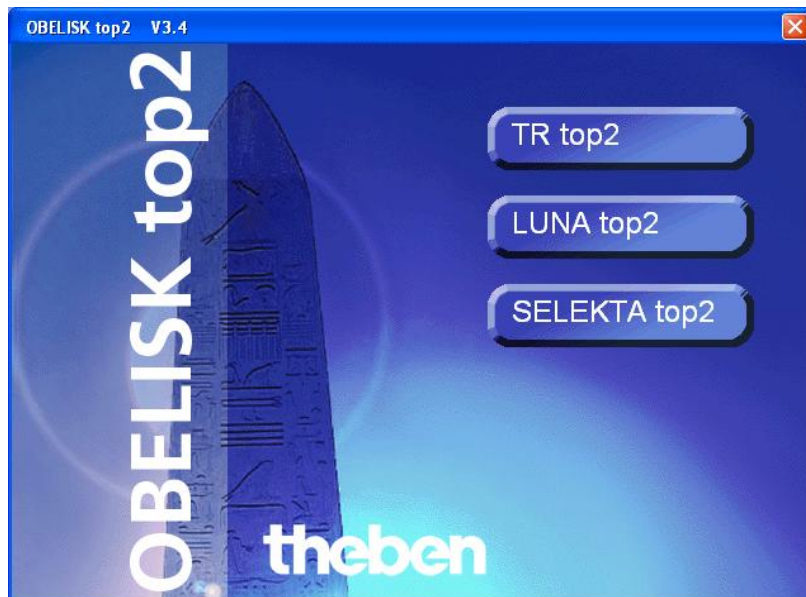 OBELISK top2 V3.4
OBELISK top2
TR top2
LUNA top2
SELEKTA top2
theben